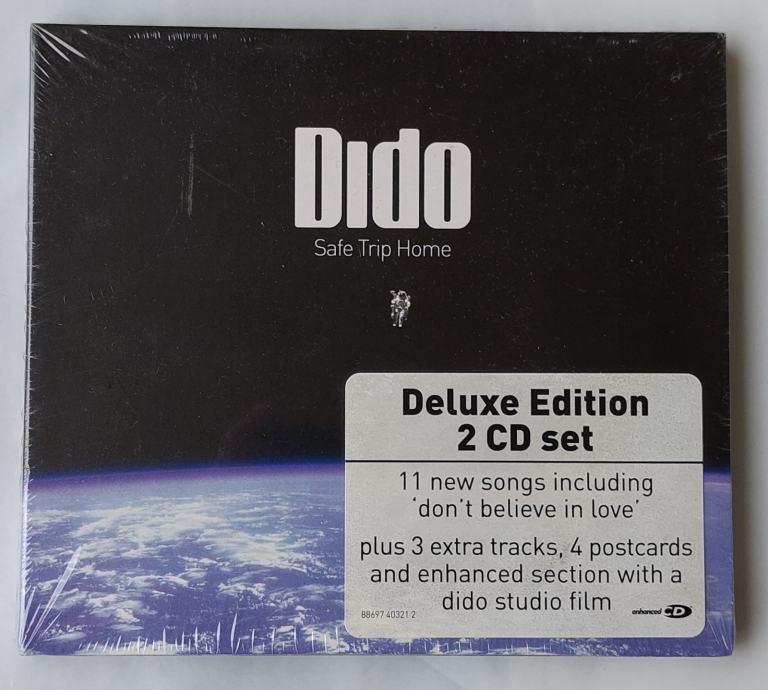 Dido
Safe Trip Home
Deluxe Edition
2 CD set
11 new songs including
‘don’t believe in love’
plus 3 extra tracks, 4 postcards
and enhanced section with a
dido studio film
88697 40321 2
enhanced CD